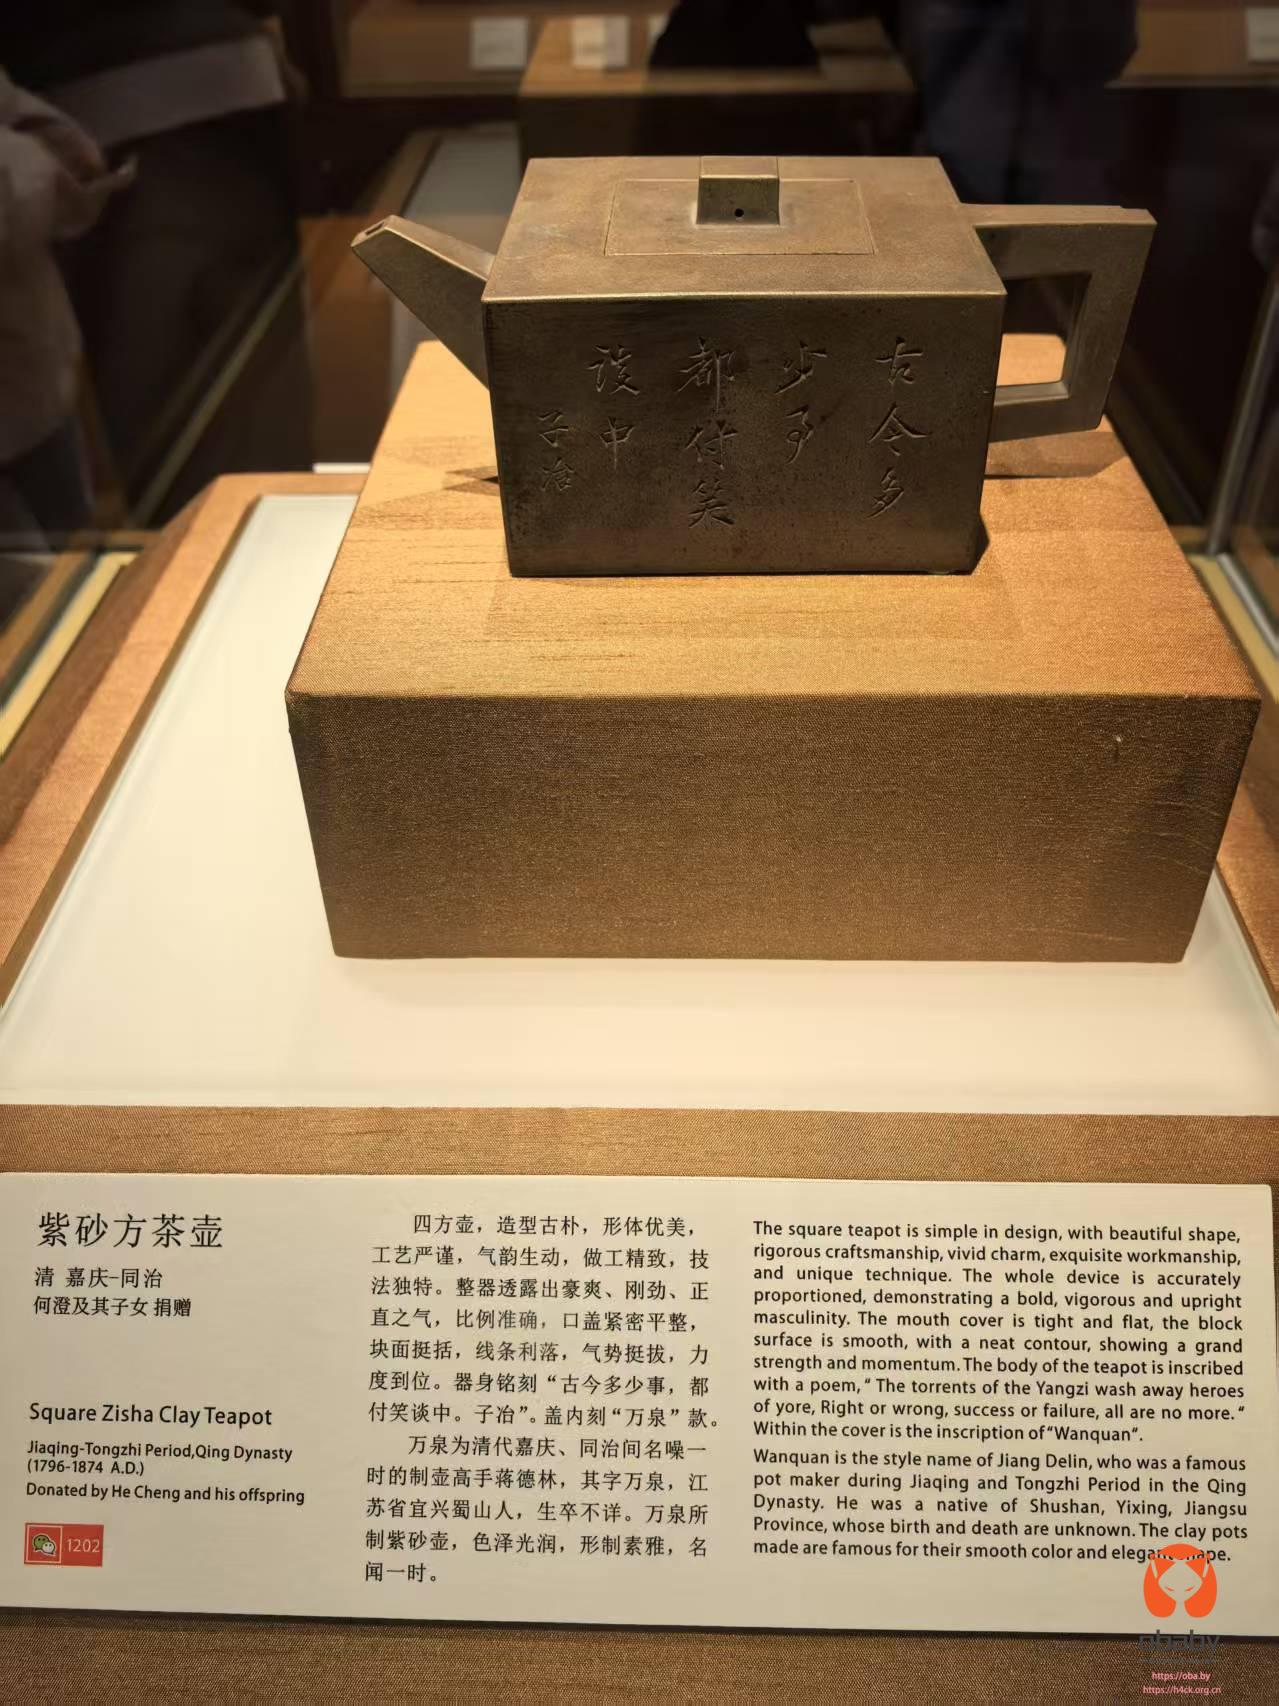 古今多
少事
都付笑
谈中
子冶
紫砂方茶壶
清 嘉庆-同治
何澄及其子女 捐赠
Square Zisha Clay Teapot
Jiaqing-Tongzhi Period,Qing Dynasty
(1796-1874 A.D.)
Donated by He Cheng and his offspring
1202
四方壶，造型古朴，形体优美，
工艺严谨，气韵生动，做工精致，技
法独特。整器透露出豪爽、刚劲、正
直之气，比例准确，口盖紧密平整，
块面挺括，线条利落，气势挺拔，力
度到位。器身铭刻“古今多少事，都
付笑谈中。子冶”。盖内刻“万泉”款。
万泉为清代嘉庆、同治间名噪一
时的制壶高手蒋德林，其字万泉，江
苏省宜兴蜀山人，生卒不详。万泉所
制紫砂壶，色泽光润，形制素雅，名
闻一时。
The square teapot is simple in design, with beautiful shape,
rigorous craftsmanship, vivid charm, exquisite workmanship,
and unique technique. The whole device is accurately
proportioned, demonstrating a bold, vigorous and upright
masculinity. The mouth cover is tight and flat, the block
surface is smooth, with a neat contour, showing a grand
strength and momentum. The body of the teapot is inscribed
with a poem, “ The torrents of the Yangzi wash away heroes
of yore, Right or wrong, success or failure, all are no more. “
Within the cover is the inscription of “Wanquan”.
Wanquan is the style name of Jiang Delin, who was a famous
pot maker during Jiaqing and Tongzhi Period in the Qing
Dynasty. He was a native of Shushan, Yixing, Jiangsu
Province, whose birth and death are unknown. The clay pots
made are famous for their smooth color and elegant shape.
obaby
https://oba.by
https://h4ck.org.cn